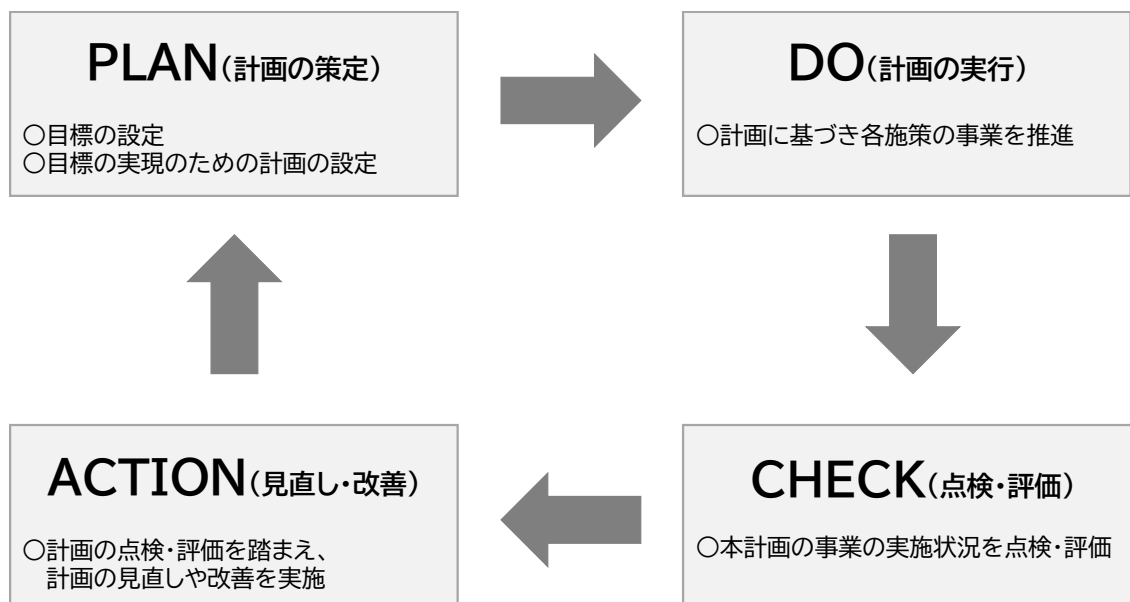 PLAN(計画の策定)
○目標の設定
○目標の実現のための計画の設定
DO(計画の実行)
○計画に基づき各施策の事業を推進
ACTION(見直し・改善)
○計画の点検・評価を踏まえ、
計画の見直しや改善を実施
CHECK(点検・評価)
○本計画の事業の実施状況を点検・評価